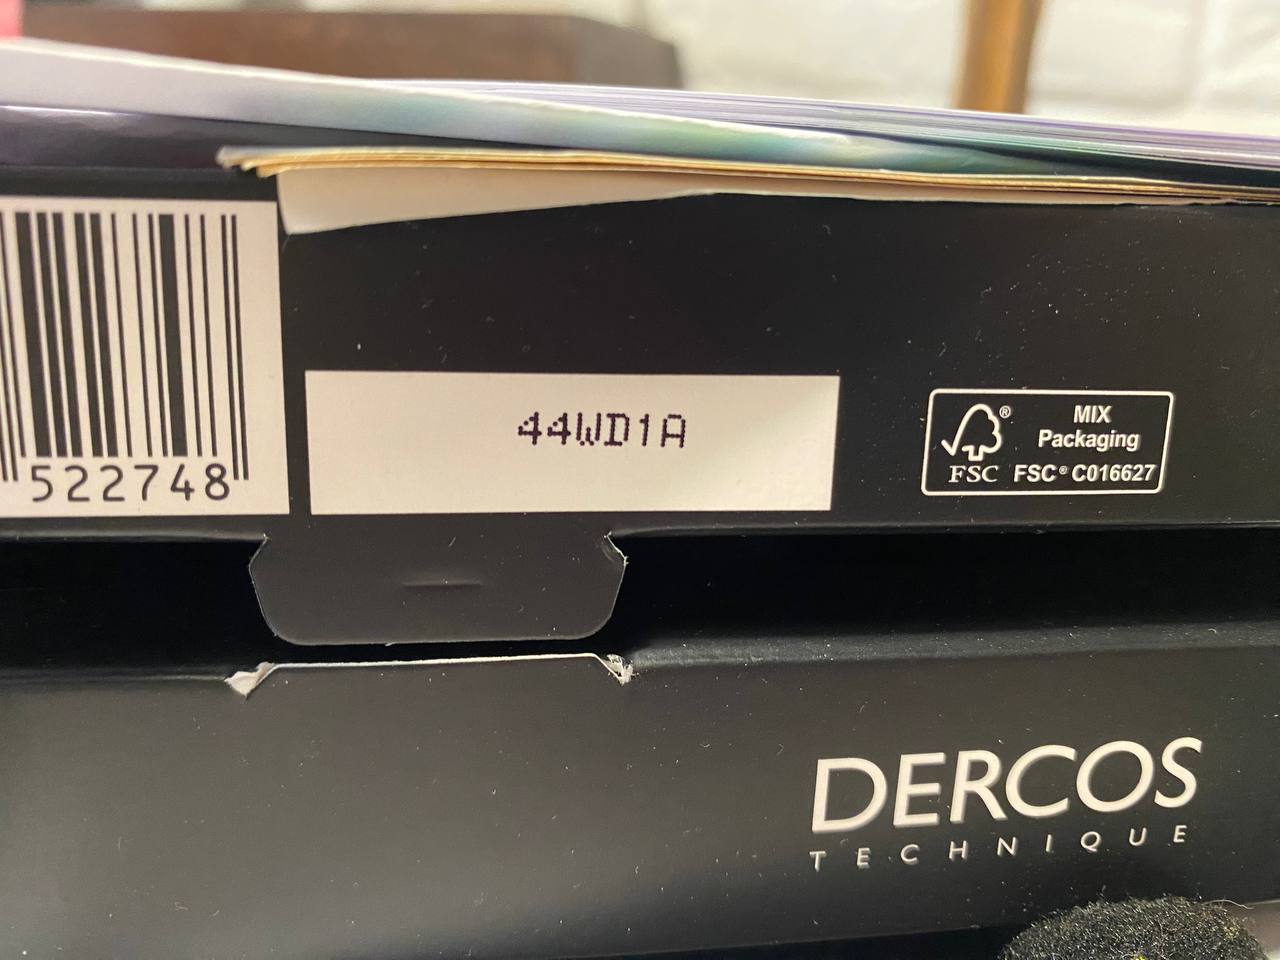 522748
44WD1A
FSC®
MIX
Packaging
FSC® C016627
DERCOS
TECHNIQUE